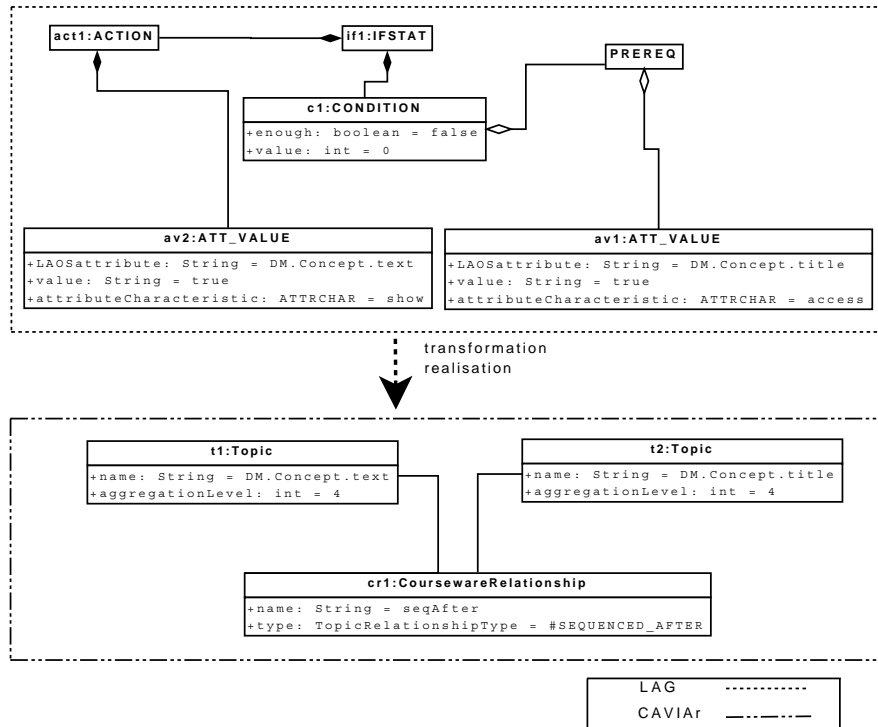 act1:ACTION
if1:IFSTAT
PREREQ
c1:CONDITION
+enough: boolean = false
+value: int = 0
av2:ATT_VALUE
+LAOSattribute: String = DM.Concept.text
+value: String = true
+attributeCharacteristic: ATTRCHAR = show
av1:ATT_VALUE
+LAOSattribute: String = DM.Concept.title
+value: String = true
+attributeCharacteristic: ATTRCHAR = access
transformation
realisation
t1:Topic
+name: String = DM.Concept.text
+aggregationLevel: int = 4
t2:Topic
+name: String = DM.Concept.title
+aggregationLevel: int = 4
cr1:CoursewareRelationship
+name: String = seqAfter
+type: TopicRelationshipType = #SEQUENCED_AFTER
LAG
CAVIAr